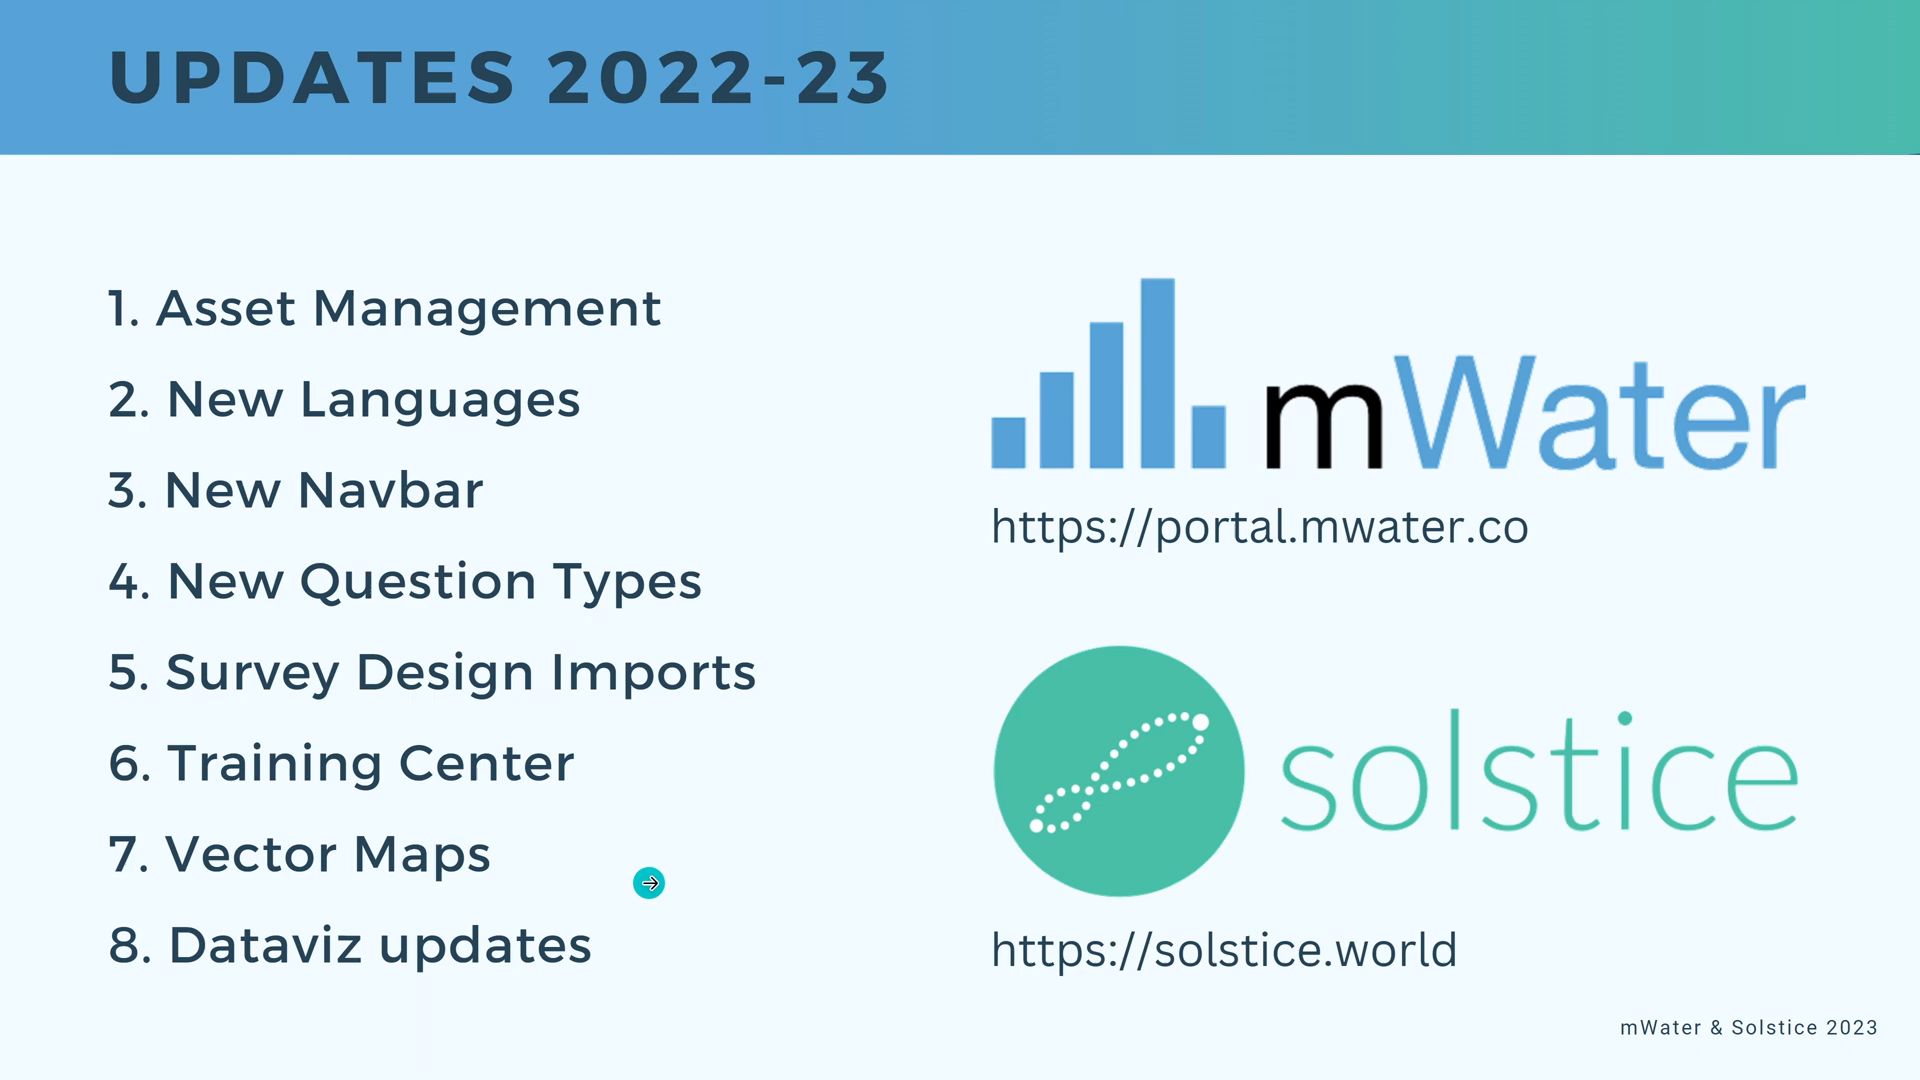 UPDATES 2022-23
1. Asset Management
2. New Languages
3. New Navbar
4. New Question Types
5. Survey Design Imports
6. Training Center
7. Vector Maps
8. Dataviz updates
mWater
https://portal.mwater.co
solstice
https://solstice.world
mWater & Solstice 2023